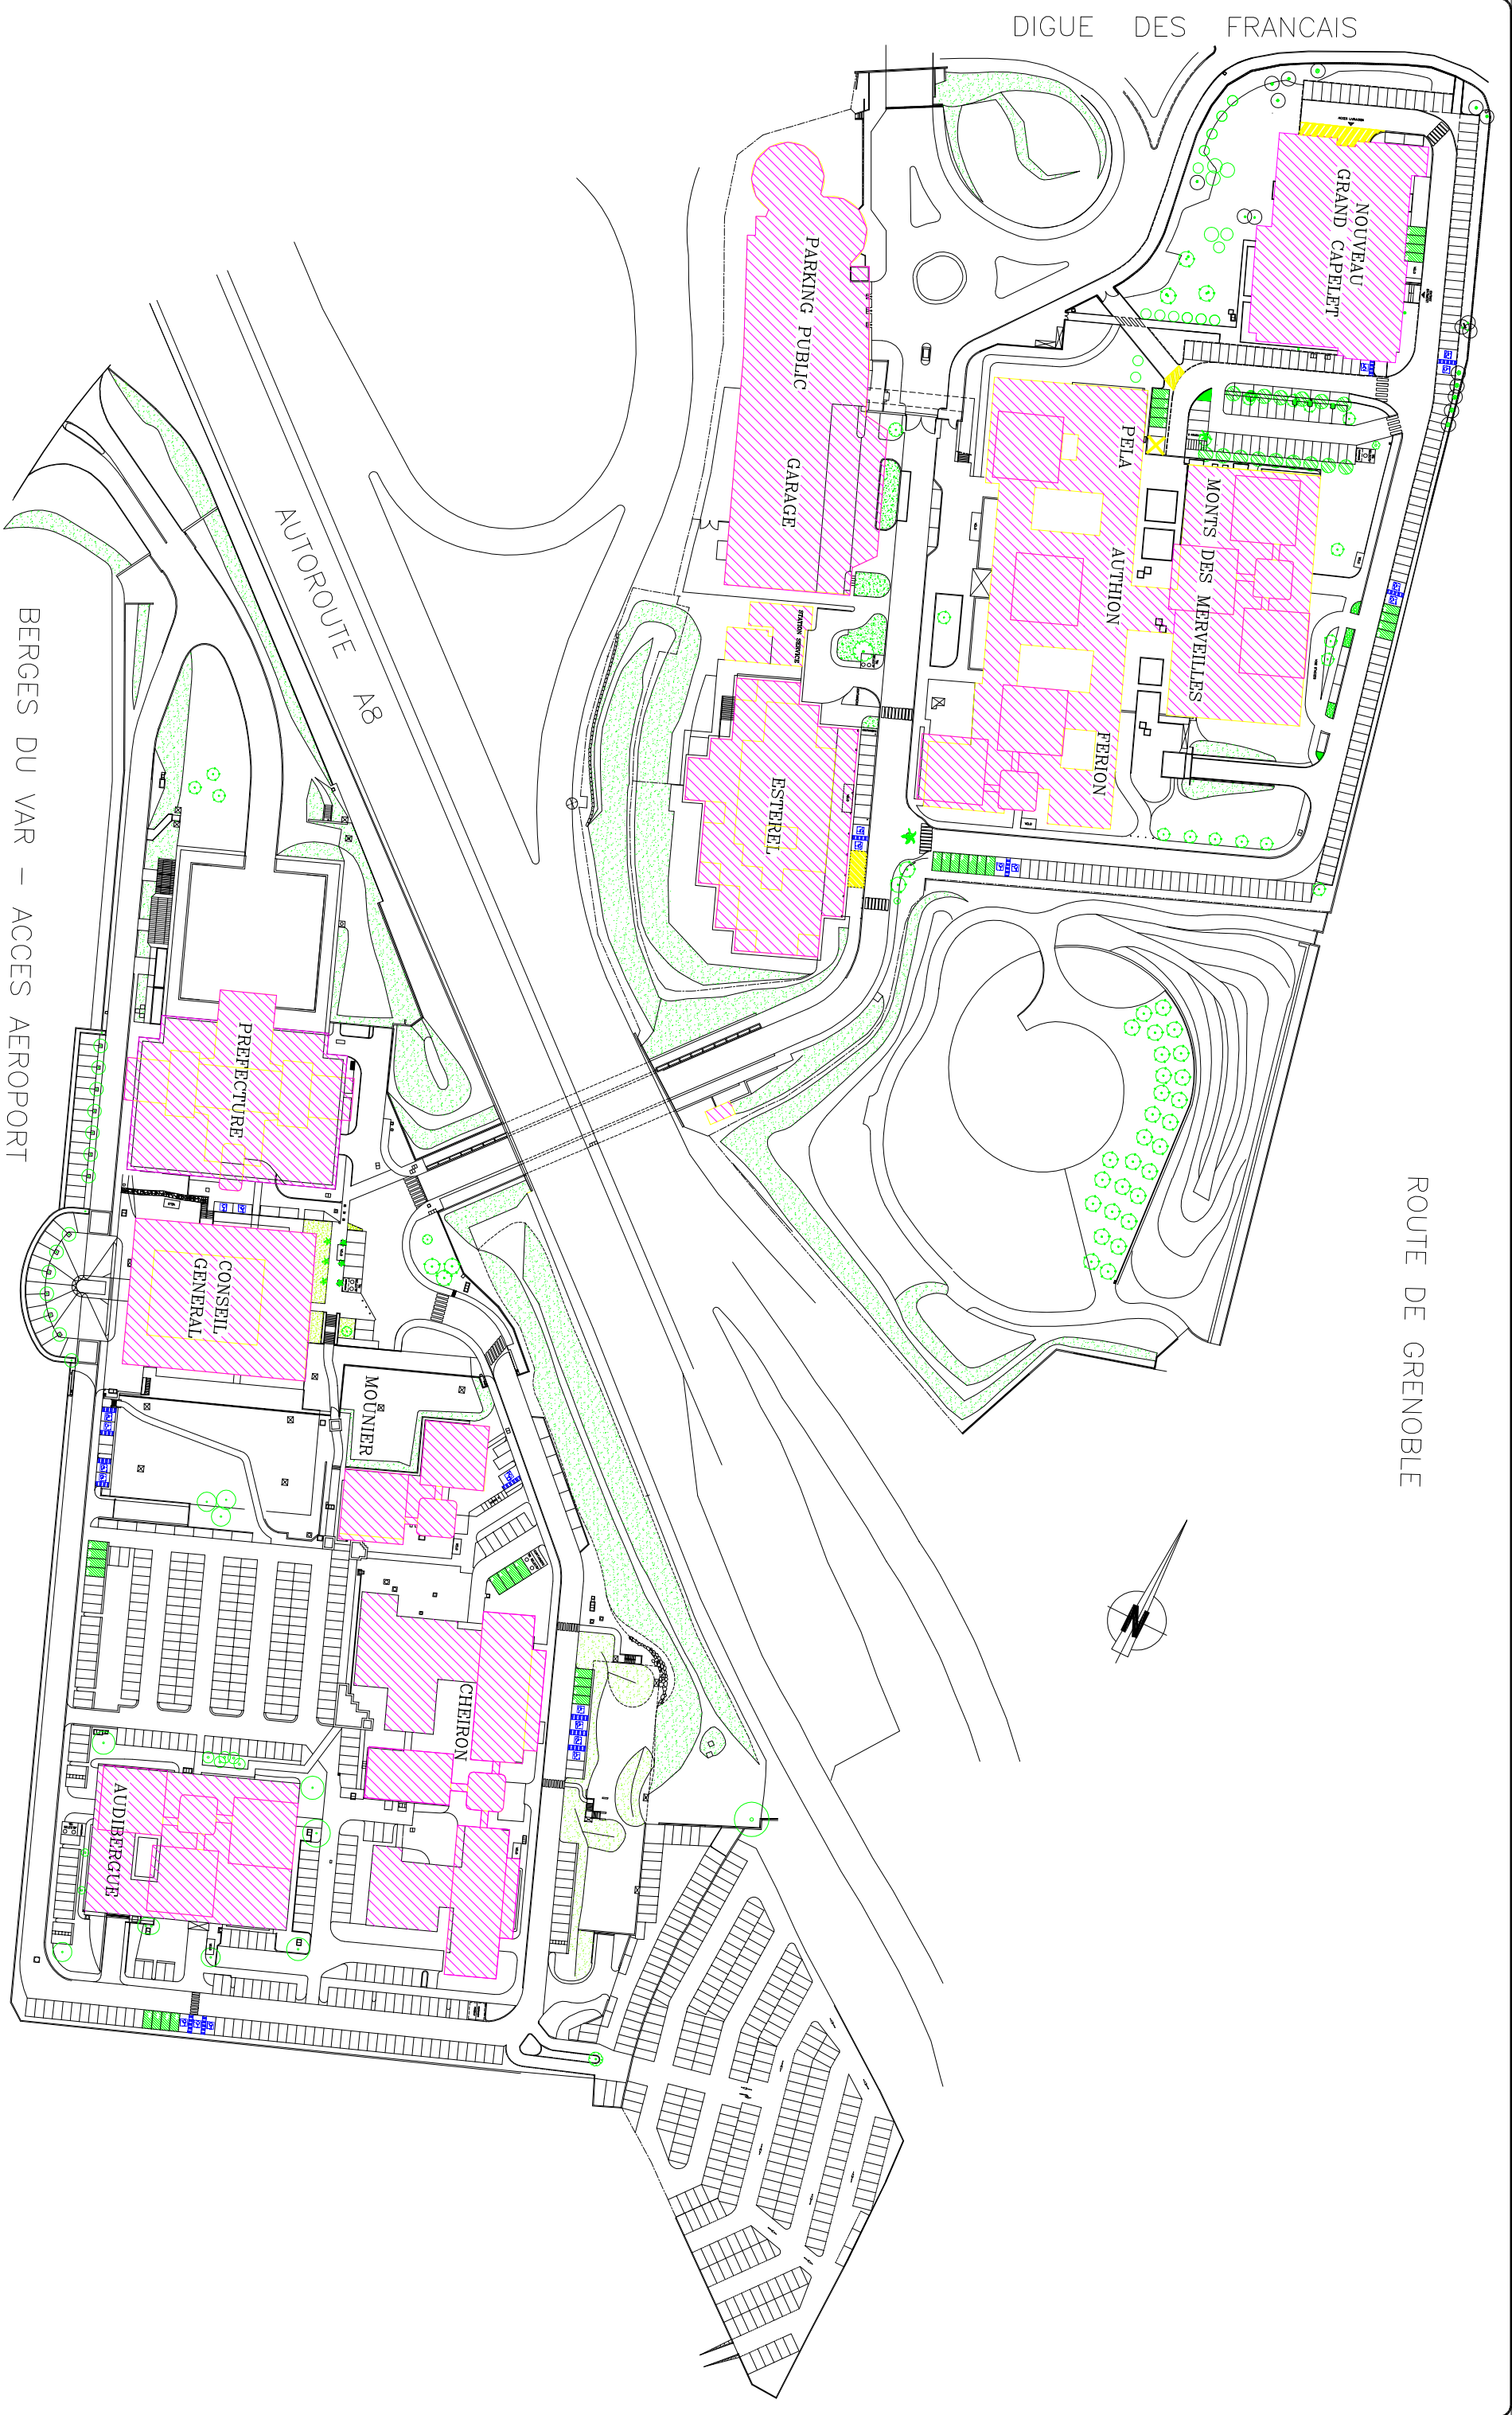 DIGUE DES FRANCAIS
NOUVEAU
GRAND CAPELET
PARKING PUBLIC
GARAGE
PELA
MONTS DES MERVEILLES
AUTHION
FERION
STATION SERVICE
ESTEREL
AUTOROUTE A8
BERGES DU VAR - ACCES AEROPORT
PREFECTURE
CONSEIL
GENERAL
MOUNIER
ROUTE DE GRENOBLE
N
CHEIRON
AUDIBERGUE